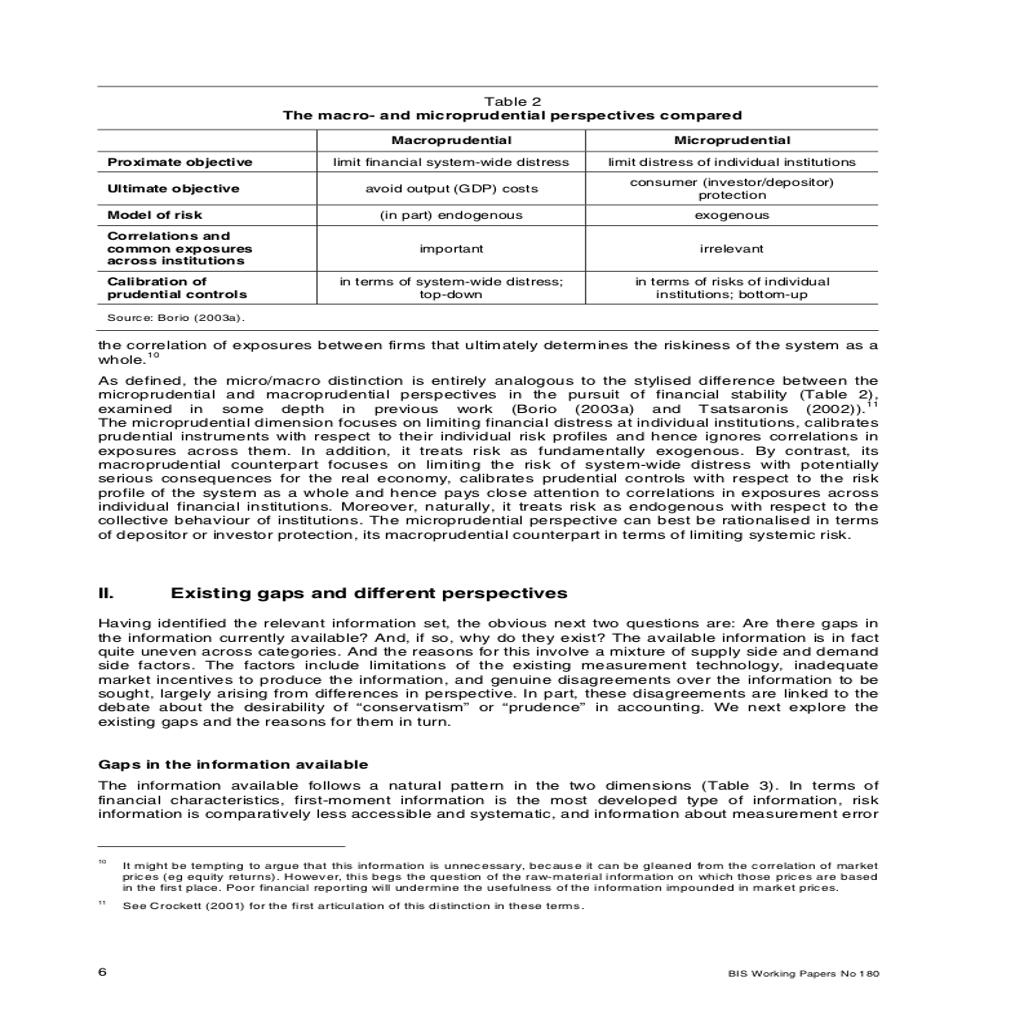 Table 2
The macro- and microprudential perspectives compared
Macroprudential Microprudential
Proximate objective limit financial system-wide distress limit distress of individual institutions
Ultimate objective avoid output (GDP) costs consumer (investor/depositor)
protection
Model of risk (in part) endogenous exogenous
Correlations and
common exposures important irrelevant
across institutions
Calibration of in terms of system-wide distress; in terms of risks of individual
prudential controls top-down institutions; bottom-up
Source: Borio (2003a).
the correlation of exposures between firms that ultimately determines the riskiness of the system as a
whole.10
As defined, the micro/macro distinction is entirely analogous to the stylised difference between the
microprudential and macroprudential perspectives in the pursuit of financial stability (Table 2),
examined in some depth in previous work (Borio (2003a) and Tsatsaronis (2002)).11
The microprudential dimension focuses on limiting financial distress at individual institutions, calibrates
prudential instruments with respect to their individual risk profiles and hence ignores correlations in
exposures across them. In addition, it treats risk as fundamentally exogenous. By contrast, its
macroprudential counterpart focuses on limiting the risk of system-wide distress with potentially
serious consequences for the real economy, calibrates prudential controls with respect to the risk
profile of the system as a whole and hence pays close attention to correlations in exposures across
individual financial institutions. Moreover, naturally, it treats risk as endogenous with respect to the
collective behaviour of institutions. The microprudential perspective can best be rationalised in terms
of depositor or investor protection, its macroprudential counterpart in terms of limiting systemic risk.
II. Existing gaps and different perspectives
Having identified the relevant information set, the obvious next two questions are: Are there gaps in
the information currently available? And, if so, why do they exist? The available information is in fact
quite uneven across categories. And the reasons for this involve a mixture of supply side and demand
side factors. The factors include limitations of the existing measurement technology, inadequate
market incentives to produce the information, and genuine disagreements over the information to be
sought, largely arising from differences in perspective. In part, these disagreements are linked to the
debate about the desirability of “conservatism” or “prudence” in accounting. We next explore the
existing gaps and the reasons for them in turn.
Gaps in the information available
The information available follows a natural pattern in the two dimensions (Table 3). In terms of
financial characteristics, first-moment information is the most developed type of information, risk
information is comparatively less accessible and systematic, and information about measurement error
10 It might be tempting to argue that this information is unnecessary, because it can be gleaned from the correlation of market
prices (eg equity returns). However, this begs the question of the raw-material information on which those prices are based
in the first place. Poor financial reporting will undermine the usefulness of the information impounded in market prices.
11 See Crockett (2001) for the first articulation of this distinction in these terms.
6 BIS Working Papers No 180